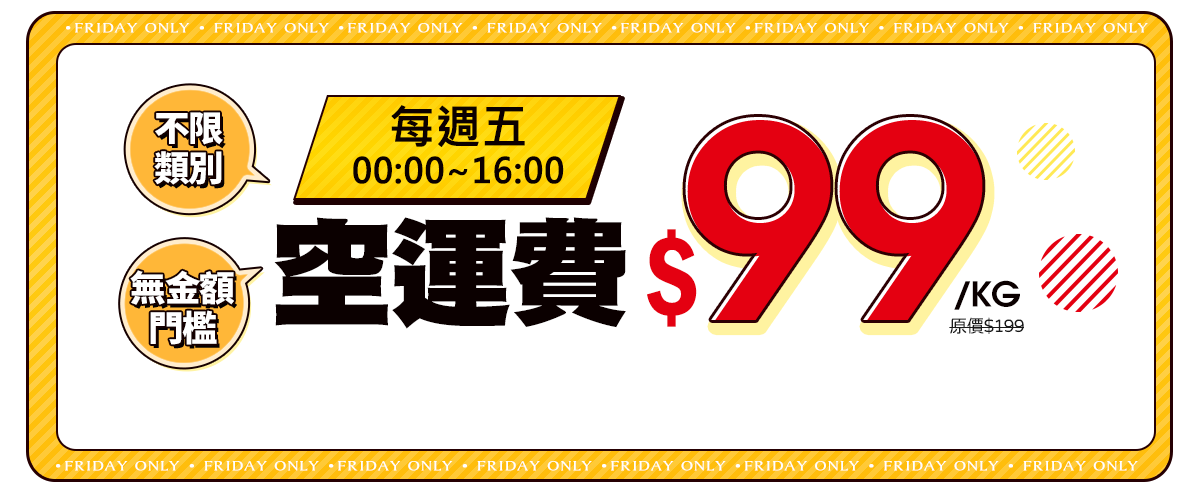 •FRIDAY ONLY • FRIDAY ONLY •FRIDAY ONLY • FRIDAY ONLY •FRIDAY ONLY •FRIDAY ONLY • FRIDAY ONLY • FRIDAY ONLY
不限
類別
每週五
00:00~16:00
無金額
門檻
空運費 $99/KG
原價$199
•FRIDAY ONLY • FRIDAY ONLY •FRIDAY ONLY • FRIDAY ONLY •FRIDAY ONLY •FRIDAY ONLY • FRIDAY ONLY • FRIDAY ONLY